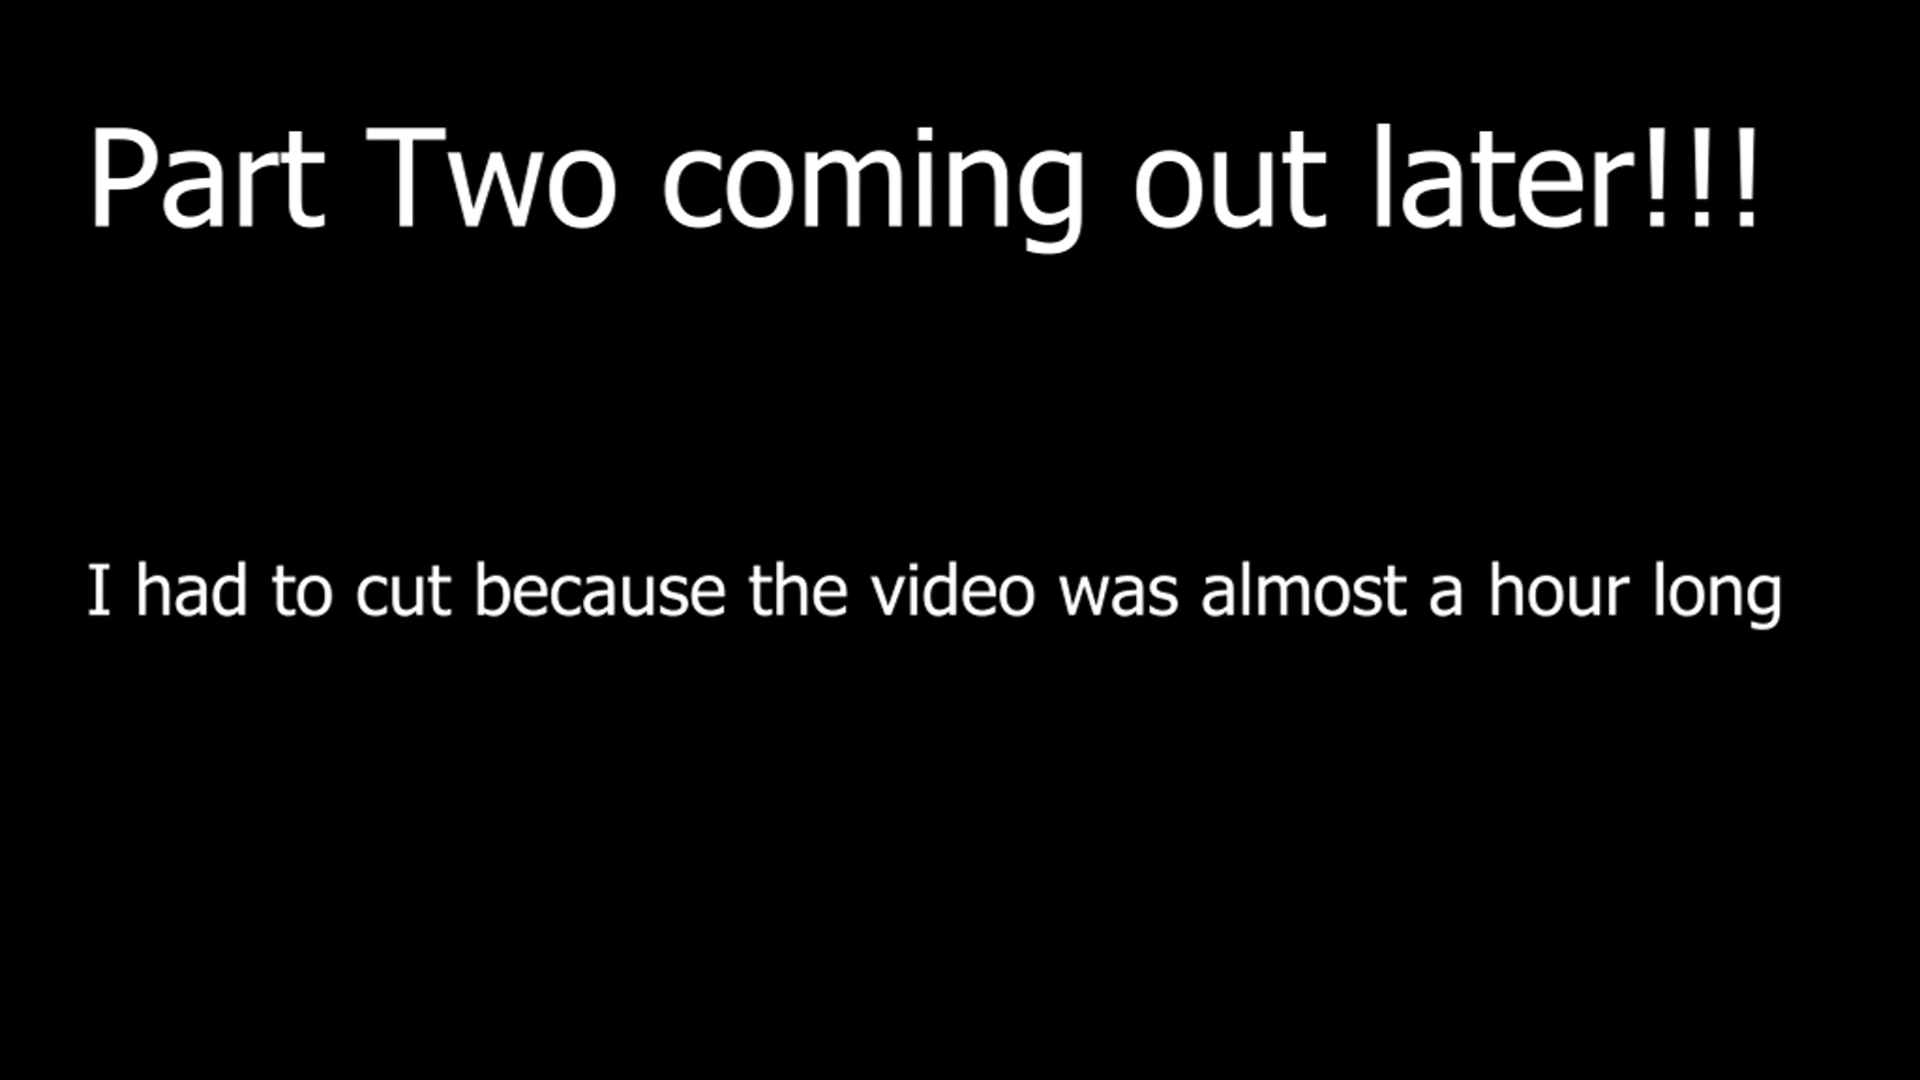 Part Two coming out later!!!
I had to cut because the video was almost a hour long